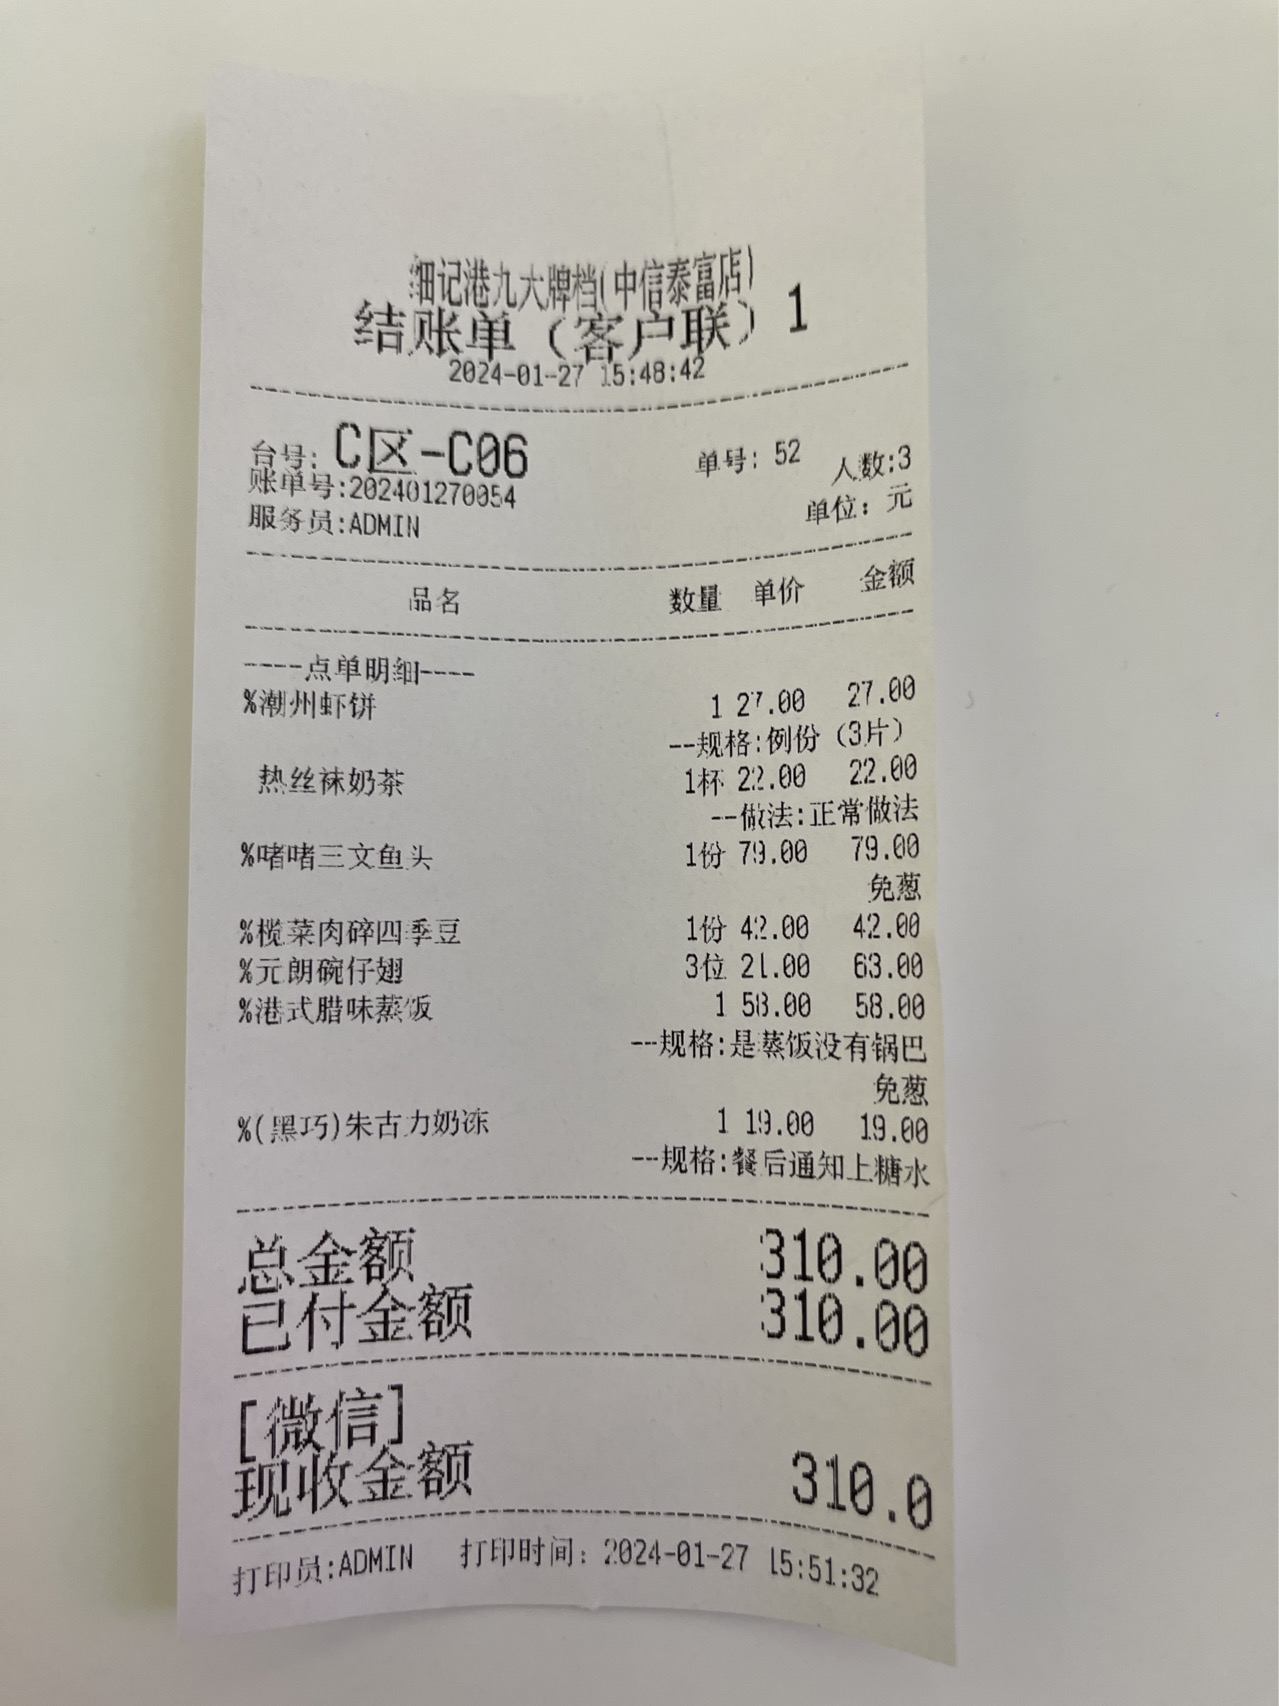 细记港九大牌档(中信泰富店)
结账单（客户联）1
2024-01-27 15:48:42
台号: C区-C06 单号: 52 人数:3
账单号:202401270054 单位: 元
服务员:ADMIN
品名 数量 单价 金额
----点单明细----
%潮州虾饼 1 27.00 27.00
--规格:例份（3片）
热丝袜奶茶 1杯 22.00 22.00
--做法:正常做法
%啫啫三文鱼头 1份 79.00 79.00
免葱
%榄菜肉碎四季豆 1份 42.00 42.00
%元朗碗仔翅 3位 21.00 63.00
%港式腊味蒸饭 1 58.00 58.00
--规格:是蒸饭没有锅巴
免葱
%(黑巧)朱古力奶冻 1 19.00 19.00
--规格:餐后通知上糖水
总金额 310.00
已付金额 310.00
[微信]
现收金额 310.0
打印员:ADMIN 打印时间: 2024-01-27 15:51:32